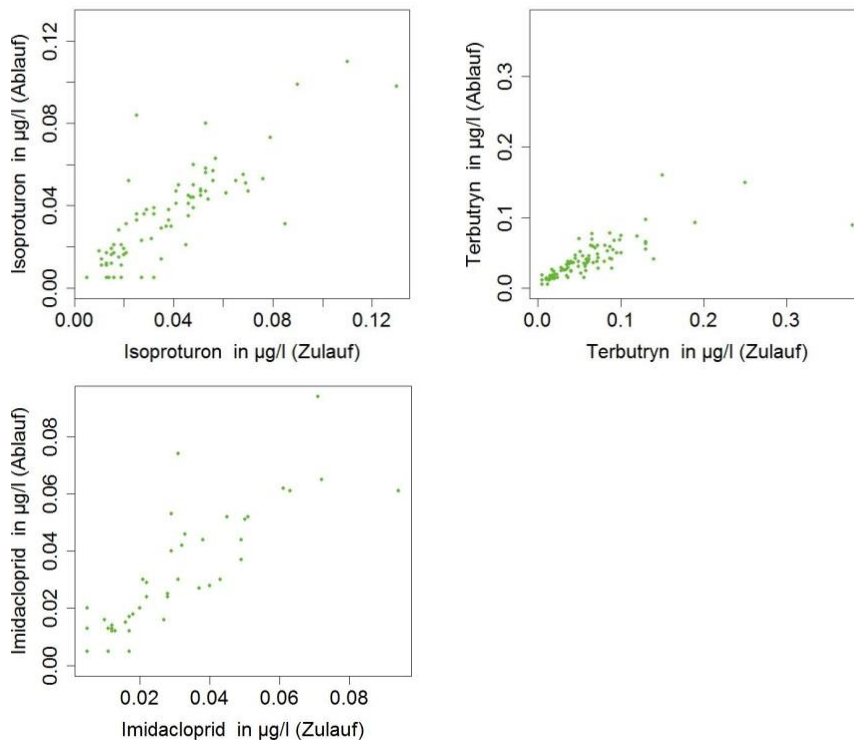 Isoproturon in µg/l (Ablauf)
0.12
0.08
0.04
0.00
0.00 0.04 0.08 0.12
Isoproturon in µg/l (Zulauf)
Terbutryn in µg/l (Ablauf)
0.3
0.2
0.1
0.0
0.0 0.1 0.2 0.3
Terbutryn in µg/l (Zulauf)
Imidacloprid in µg/l (Ablauf)
0.08
0.06
0.04
0.02
0.00
0.02 0.04 0.06 0.08
Imidacloprid in µg/l (Zulauf)